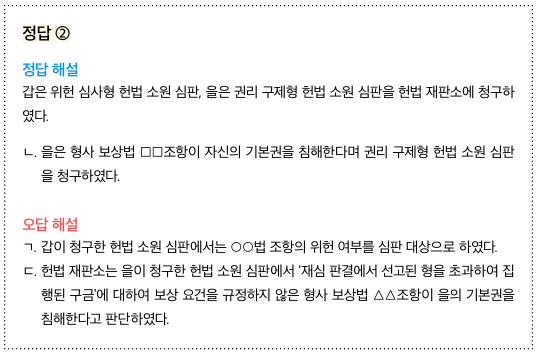 정답 ②
정답 해설
갑은 위헌 심사형 헌법 소원 심판, 을은 권리 구제형 헌법 소원 심판을 헌법 재판소에 청구하
였다.
ㄴ. 을은 형사 보상법 □□조항이 자신의 기본권을 침해한다며 권리 구제형 헌법 소원 심판
을 청구하였다.
오답 해설
ㄱ. 갑이 청구한 헌법 소원 심판에서는 ○○법 조항의 위헌 여부를 심판 대상으로 하였다.
ㄷ. 헌법 재판소는 을이 청구한 헌법 소원 심판에서 ‘재심 판결에서 선고된 형을 초과하여 집
행된 구금’에 대하여 보상 요건을 규정하지 않은 형사 보상법 △△조항이 을의 기본권을
침해한다고 판단하였다.